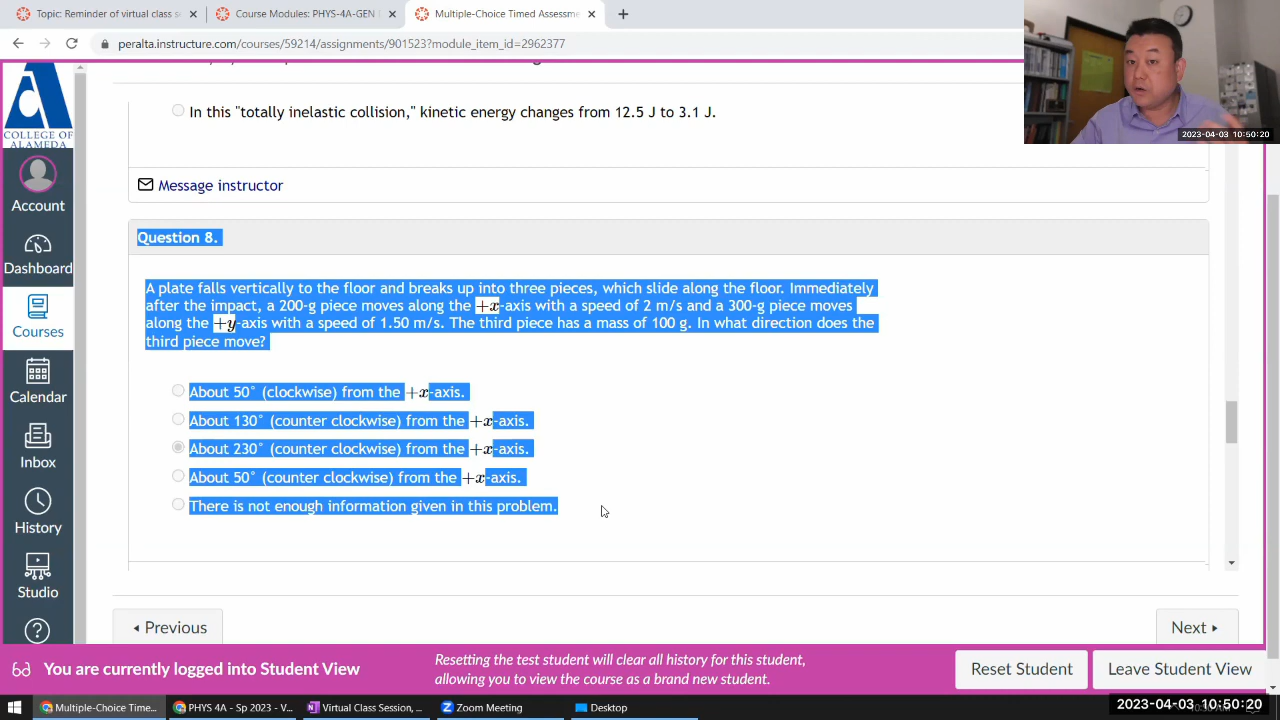 Topic: Reminder of virtual class s
Course Modules: PHYS-4A-GEN
Multiple-Choice Timed Assessme
peralta.instructure.com/courses/59214/assignments/901523?module_item_id=2962377
2023-04-03 10:50:20
COLLEGE OF
ALAMEDA
Account
Dashboard
Courses
Calendar
Inbox
History
Studio
In this "totally inelastic collision," kinetic energy changes from 12.5 J to 3.1 J.
Message instructor
Question 8.
A plate falls vertically to the floor and breaks up into three pieces, which slide along the floor. Immediately
after the impact, a 200-g piece moves along the +x-axis with a speed of 2 m/s and a 300-g piece moves
along the +y-axis with a speed of 1.50 m/s. The third piece has a mass of 100 g. In what direction does the
third piece move?
About 50° (clockwise) from the +x-axis.
About 130° (counter clockwise) from the +x-axis.
About 230° (counter clockwise) from the +x-axis.
About 50° (counter clockwise) from the +x-axis.
There is not enough information given in this problem.
Previous
Next
You are currently logged into Student View
Resetting the test student will clear all history for this student,
allowing you to view the course as a brand new student.
Reset Student
Leave Student View
Multiple-Choice Time...
PHYS 4A - Sp 2023 - V...
Virtual Class Session, ...
Zoom Meeting
Desktop
2023-04-03 10:50:20